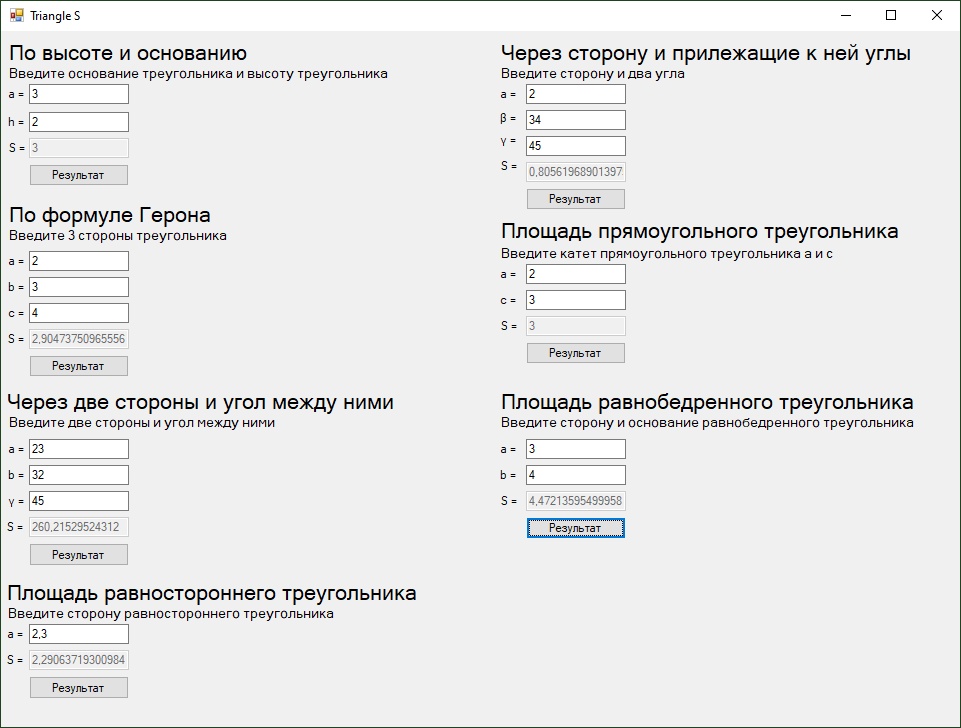 Triangle S
По высоте и основанию
Введите основание треугольника и высоту треугольника
a = 3
h = 2
S = 3
Результат
По формуле Герона
Введите 3 стороны треугольника
a = 2
b = 3
c = 4
S = 2,90473750965556
Результат
Через две стороны и угол между ними
Введите две стороны и угол между ними
a = 23
b = 32
γ = 45
S = 260,21529524312
Результат
Площадь равностороннего треугольника
Введите сторону равностороннего треугольника
a = 2,3
S = 2,29063719300984
Результат
Через сторону и прилежащие к ней углы
Введите сторону и два угла
a = 2
β = 34
γ = 45
S = 0,80561968901397
Результат
Площадь прямоугольного треугольника
Введите катет прямоугольного треугольника a и c
a = 2
c = 3
S = 3
Результат
Площадь равнобедренного треугольника
Введите сторону и основание равнобедренного треугольника
a = 3
b = 4
S = 4,47213595499958
Результат